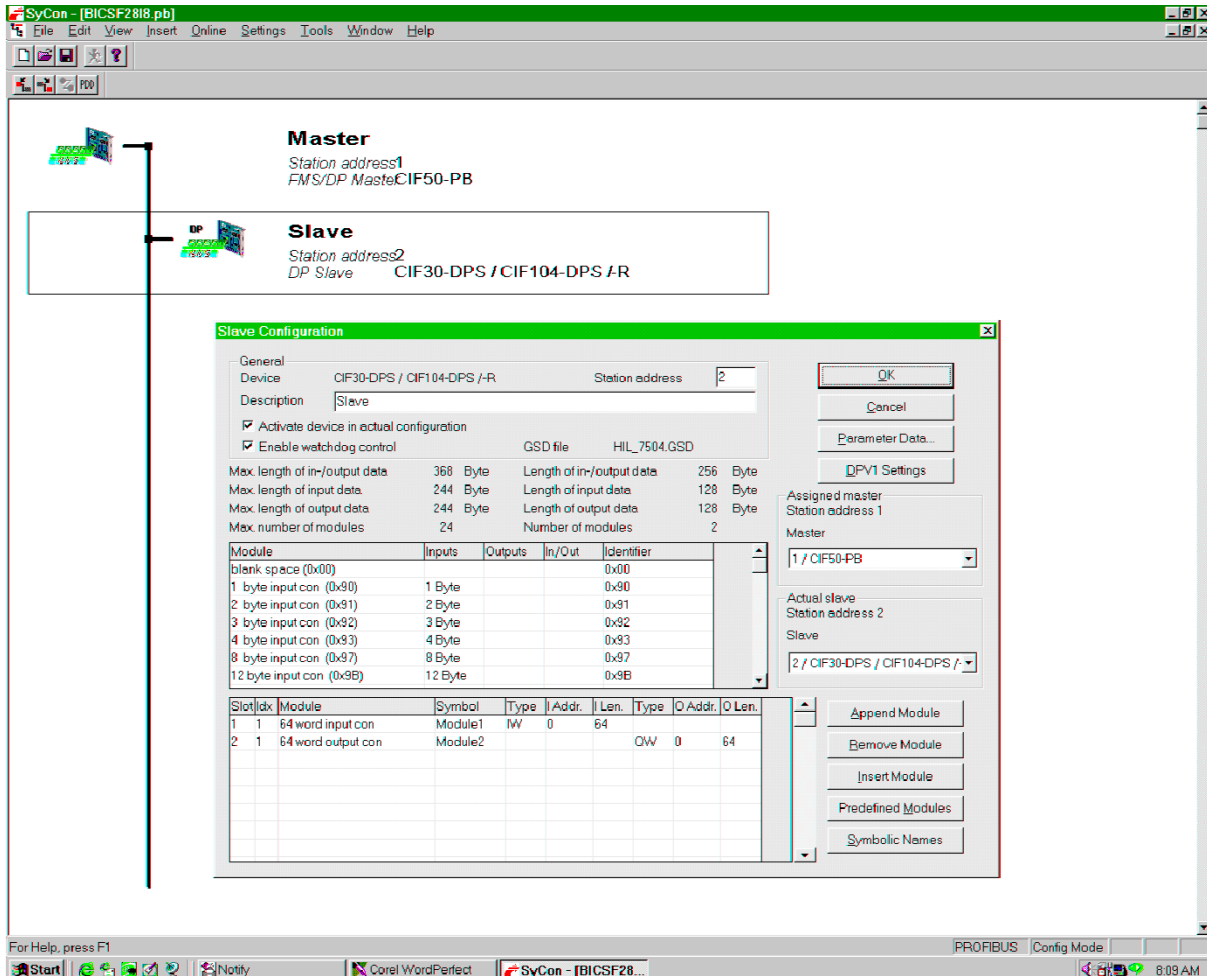 SyCon - [BICSF28I8.pb]
File Edit View Insert Online Settings Tools Window Help
PDO
Master
Station address 1
FMS/DP Master CIF50-PB
DP
Slave
Station address 2
DP Slave CIF30-DPS / CIF104-DPS /-R
Slave Configuration
General
Device CIF30-DPS / CIF104-DPS /-R Station address 2
Description Slave
Activate device in actual configuration
Enable watchdog control GSD file HIL_7504.GSD
Max. length of in-/output data 368 Byte Length of in-/output data 256 Byte
Max. length of input data 244 Byte Length of input data 128 Byte
Max. length of output data 244 Byte Length of output data 128 Byte
Max. number of modules 24 Number of modules 2
Module Inputs Outputs In/Out Identifier
blank space (0x00) 0x00
1 byte input con (0x90) 1 Byte 0x90
2 byte input con (0x91) 2 Byte 0x91
3 byte input con (0x92) 3 Byte 0x92
4 byte input con (0x93) 4 Byte 0x93
8 byte input con (0x97) 8 Byte 0x97
12 byte input con (0x9B) 12 Byte 0x9B
Slot Idx Module Symbol Type I Addr. I Len. Type O Addr. O Len.
1 1 64 word input con Module1 IW 0 64
2 1 64 word output con Module2 QW 0 64
OK
Cancel
Parameter Data...
DPV1 Settings
Assigned master
Station address 1
Master
1 / CIF50-PB
Actual slave
Station address 2
Slave
2 / CIF30-DPS / CIF104-DPS /-
Append Module
Remove Module
Insert Module
Predefined Modules
Symbolic Names
For Help, press F1 PROFIBUS Config Mode
Start Notify Corel WordPerfect SyCon - [BICSF28... 8:09 AM